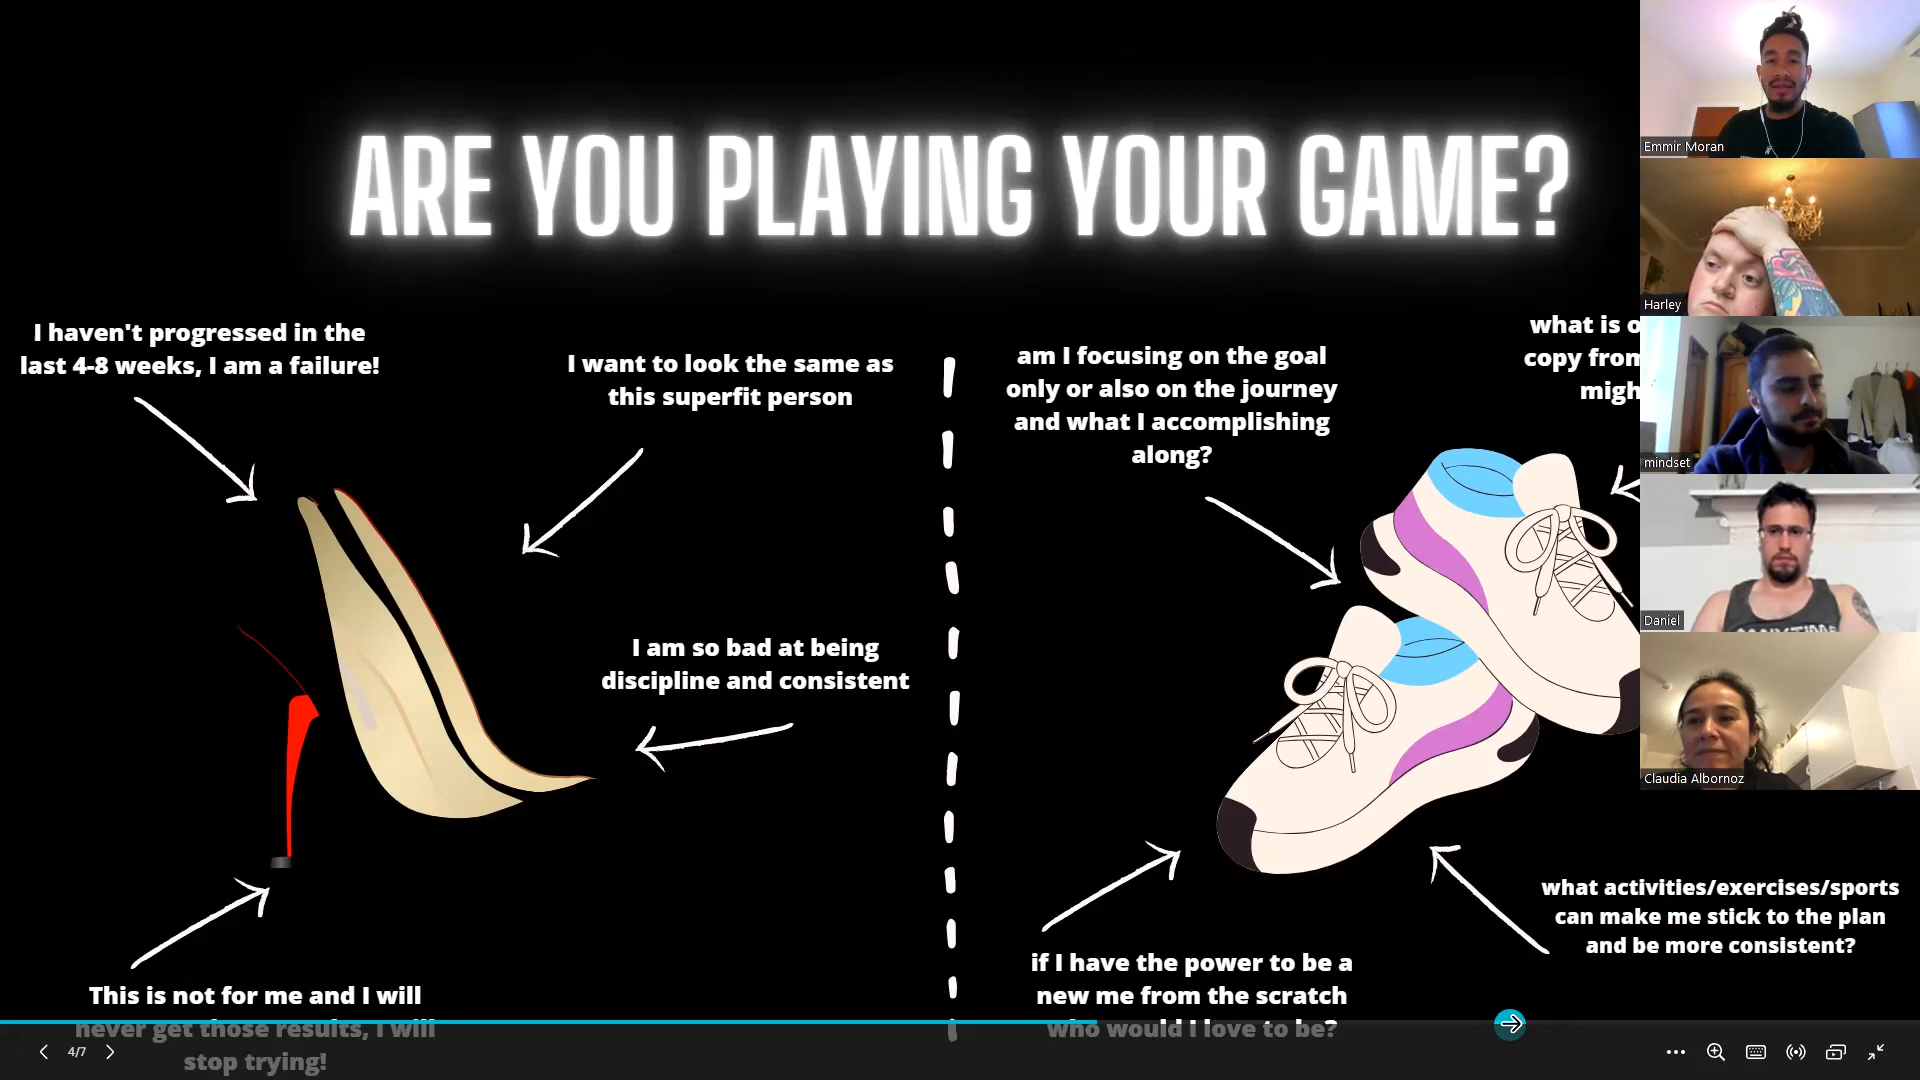 ARE YOU PLAYING YOUR GAME?
I haven't progressed in the
last 4-8 weeks, I am a failure!
I want to look the same as
this superfit person
I am so bad at being
discipline and consistent
This is not for me and I will
never get those results, I will
stop trying!
am I focusing on the goal
only or also on the journey
and what I accomplishing
along?
what is
copy from
if I have the power to be a
new me from the scratch
who would I love to be?
what activities/exercises/sports
can make me stick to the plan
and be more consistent?
Emmir Moran
Harley
mindset
Daniel
Claudia Albornoz
4/7